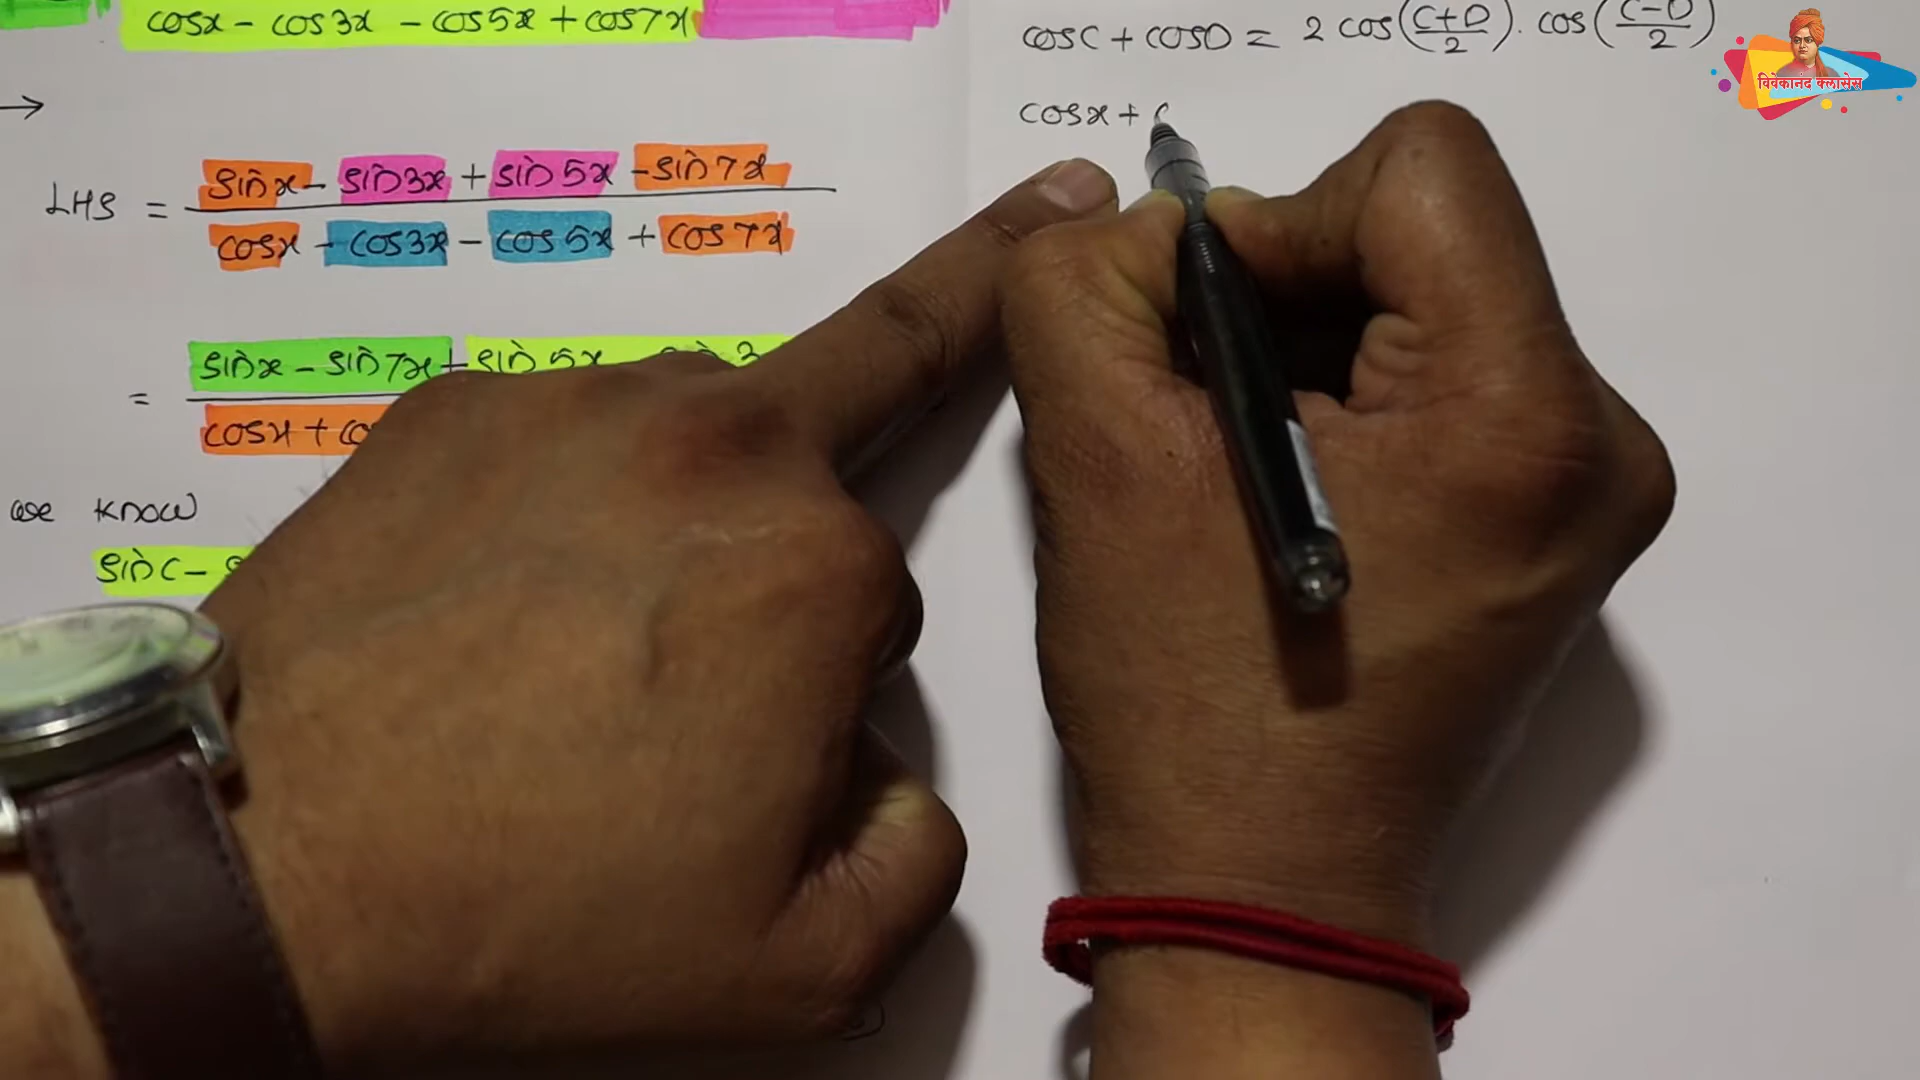 cosx - cos3x - cos5x + cos7x
→
LHS = sinx - sin3x + sin5x - sin7x
cosx - cos3x - cos5x + cos7x
= sinx - sin7x + sin5x
cosx + co
we know
sinc -
cosC + cosD = 2 cos(C+D/2) . cos(C-D/2)
cosx + c
विवेकानंद क्लासेस